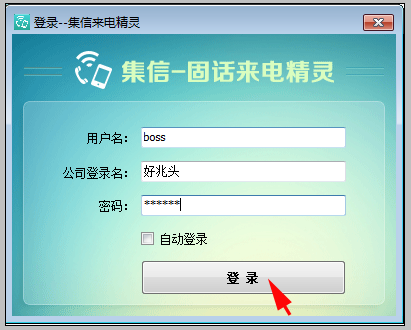 登录--集信来电精灵
集信-固话来电精灵
用户名： boss
公司登录名： 好兆头
密码： ******
自动登录
登 录